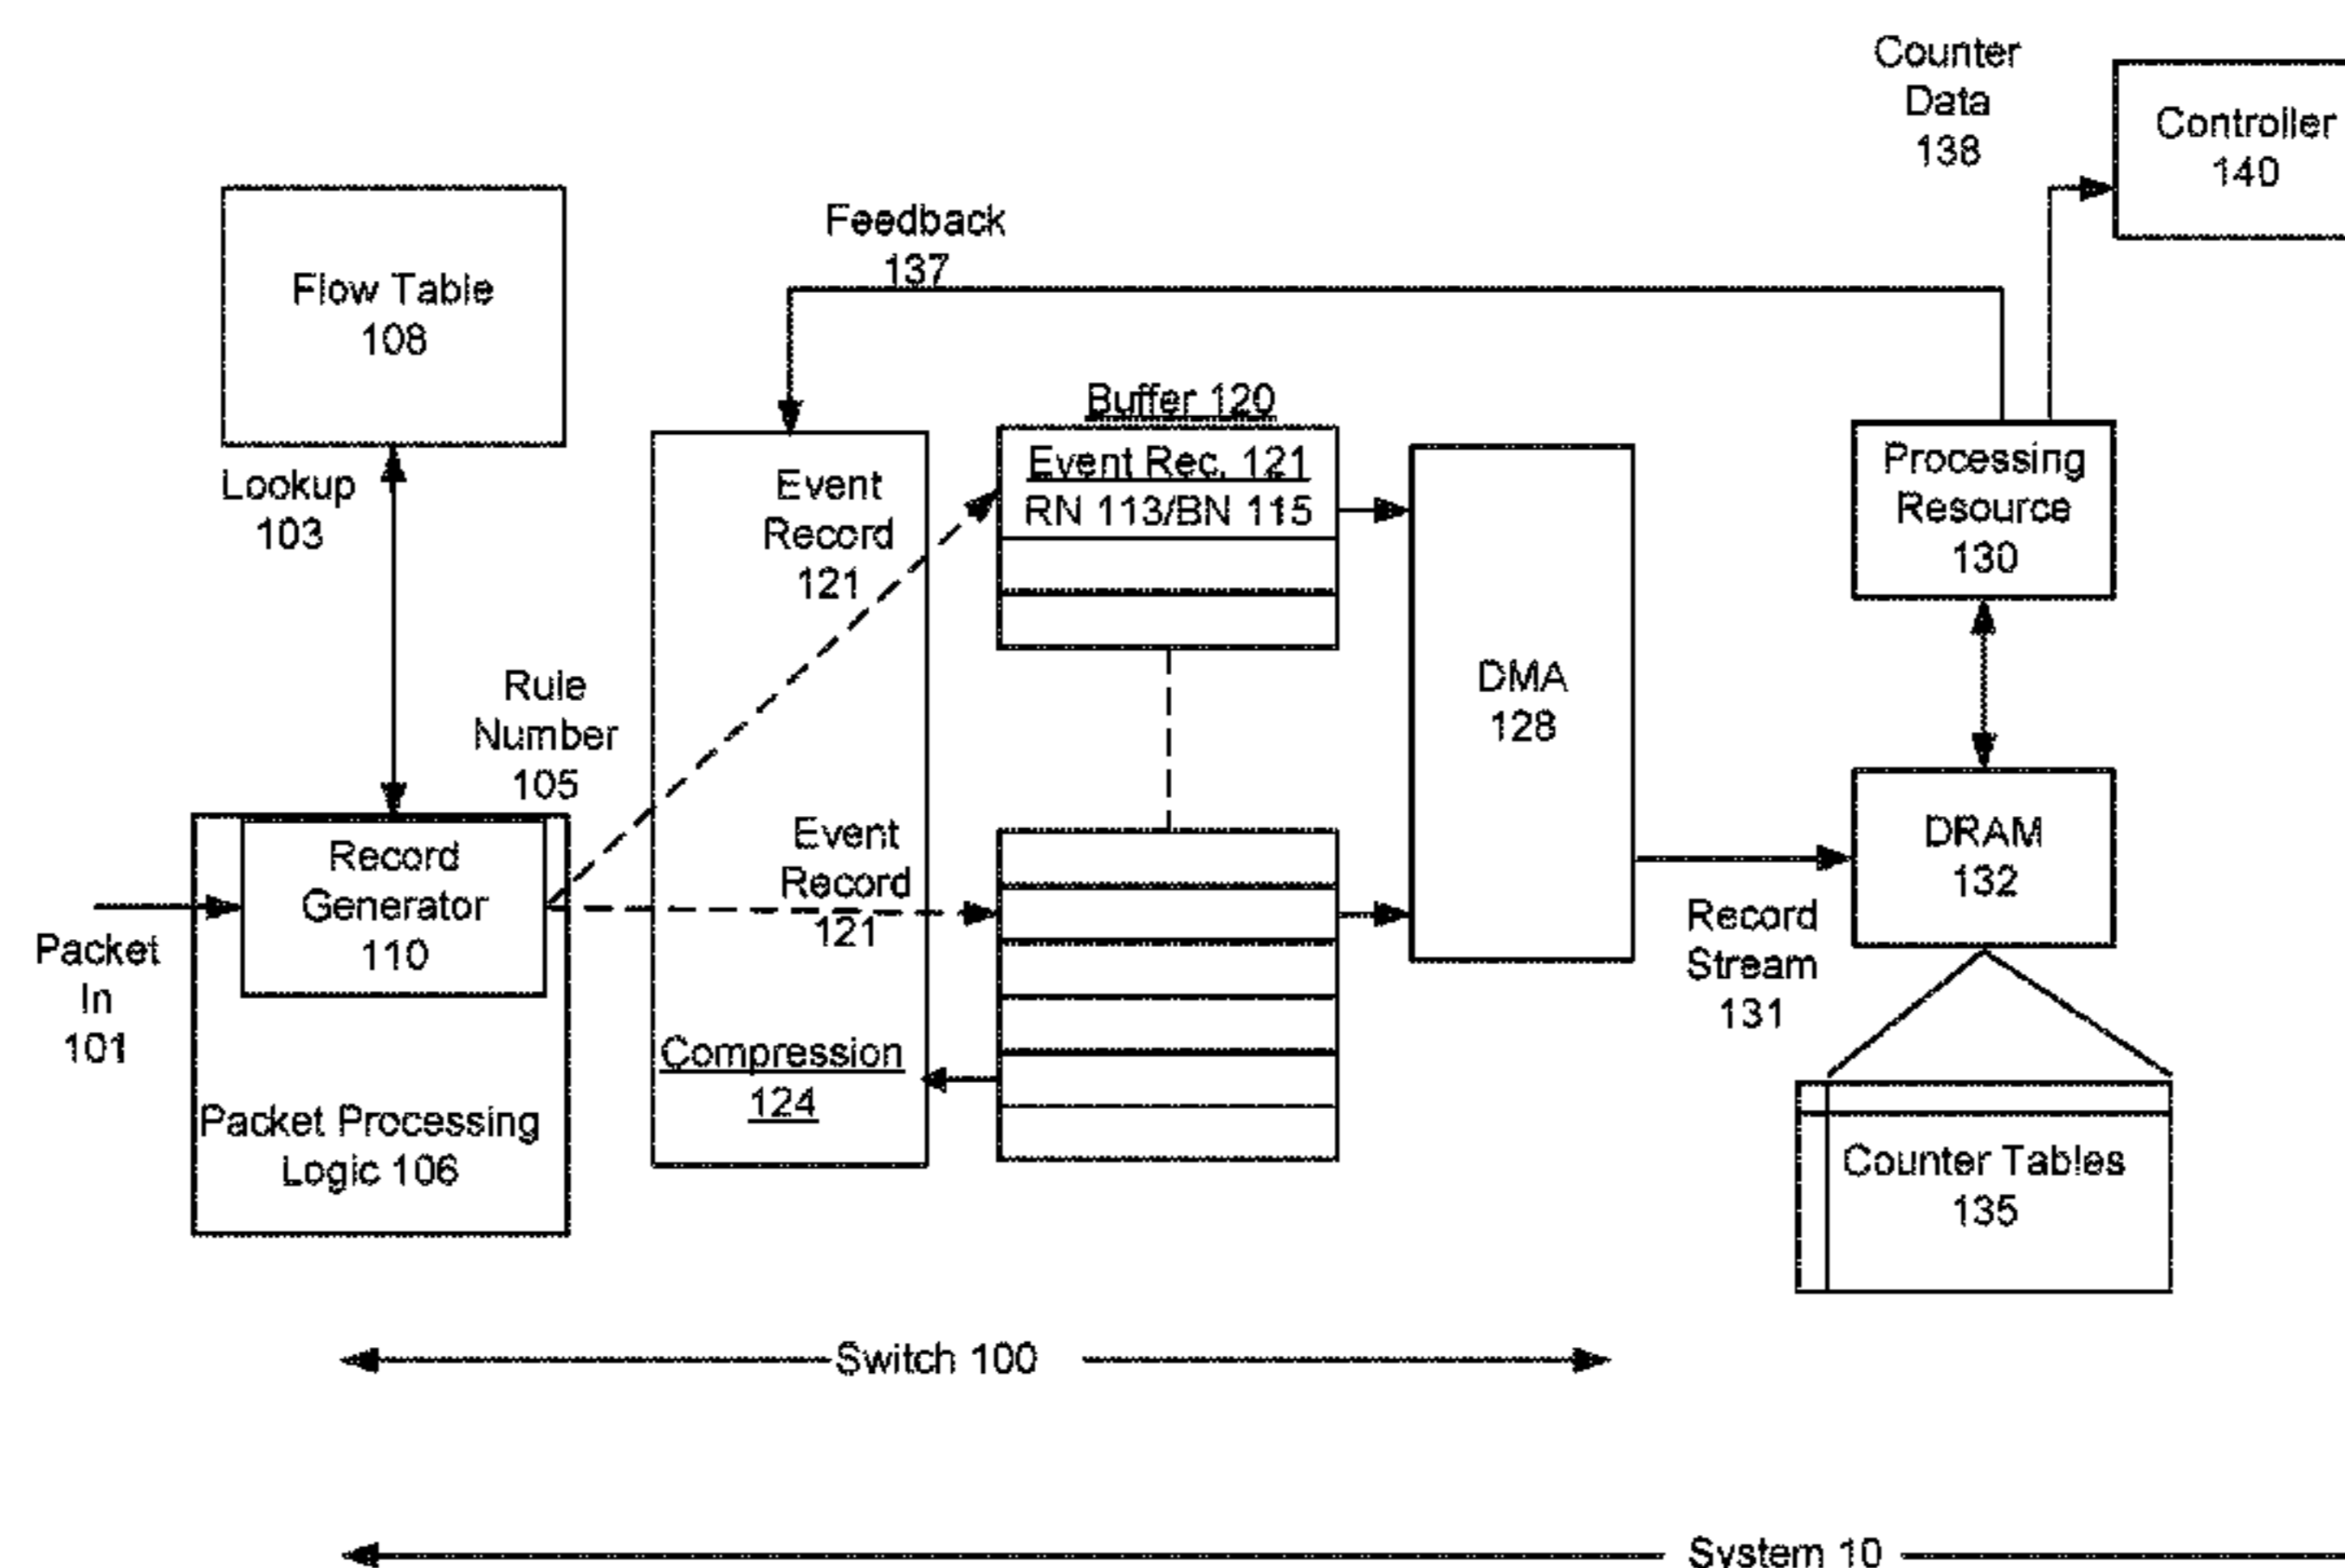 Counter
Data
138
Controller
140
Feedback
137
Flow Table
108
Lookup
103
Buffer 120
Event Rec. 121
RN 113/BN 115
Event
Record
121
Processing
Resource
130
Rule
Number
105
DMA
128
Record
Generator
110
Event
Record
121
DRAM
132
Packet
In
101
Record
Stream
131
Compression
124
Packet Processing
Logic 106
Counter Tables
135
Switch 100
System 10